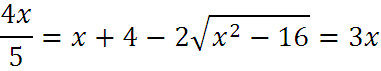 4x/5 = x + 4 − 2√(x² − 16) = 3x